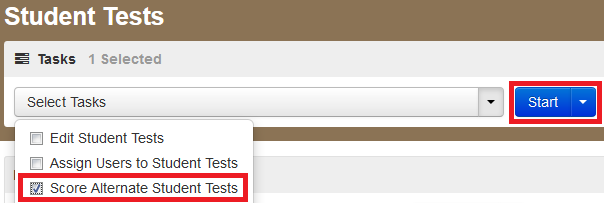 Student Tests
Tasks 1 Selected
Select Tasks
Start
Edit Student Tests
Assign Users to Student Tests
Score Alternate Student Tests